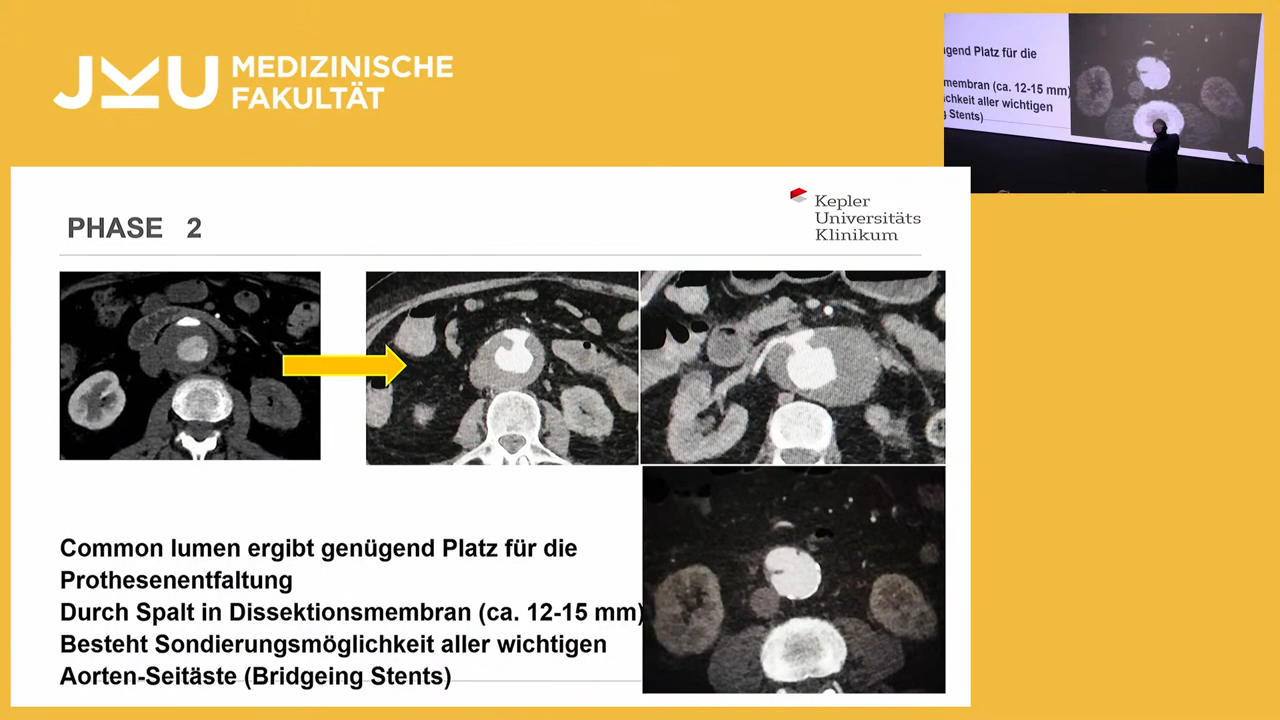 JKU MEDIZINISCHE
FAKULTÄT
gend Platz für die
membran (ca. 12-15 mm)
chkeit aller wichtigen
g Stents)
Kepler
Universitäts
Klinikum
PHASE 2
Common lumen ergibt genügend Platz für die
Prothesenentfaltung
Durch Spalt in Dissektionsmembran (ca. 12-15 mm)
Besteht Sondierungsmöglichkeit aller wichtigen
Aorten-Seitäste (Bridgeing Stents)